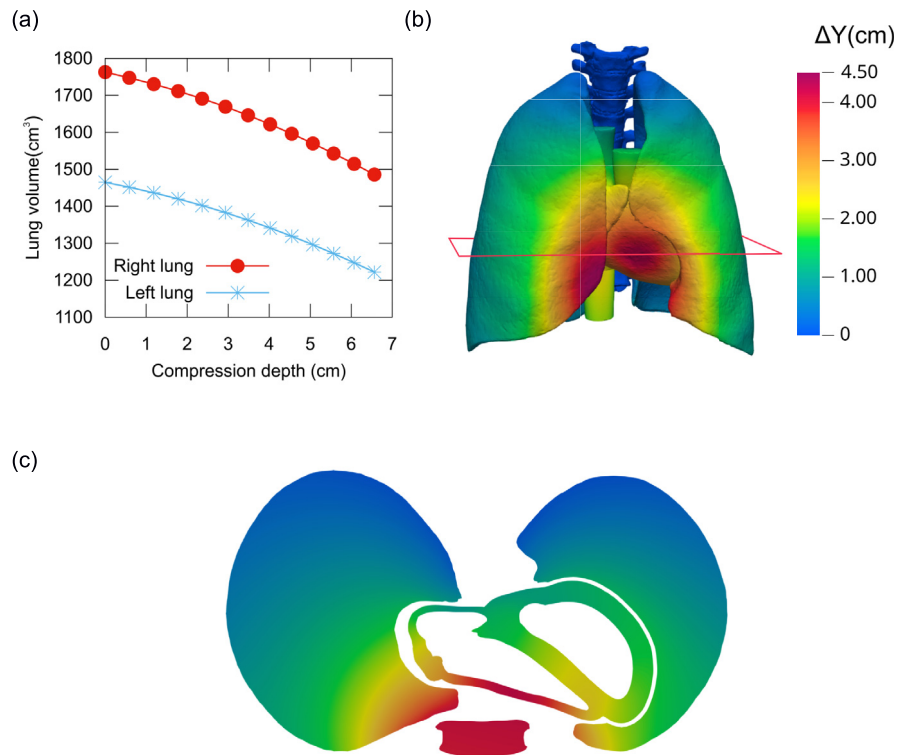 (a)
1800
1700
1600
1500
1400
1300
1200
1100
Lung volume(cm³)
Right lung
Left lung
0 1 2 3 4 5 6 7
Compression depth (cm)
(b)
ΔY(cm)
4.50
4.00
3.00
2.00
1.00
0
(c)